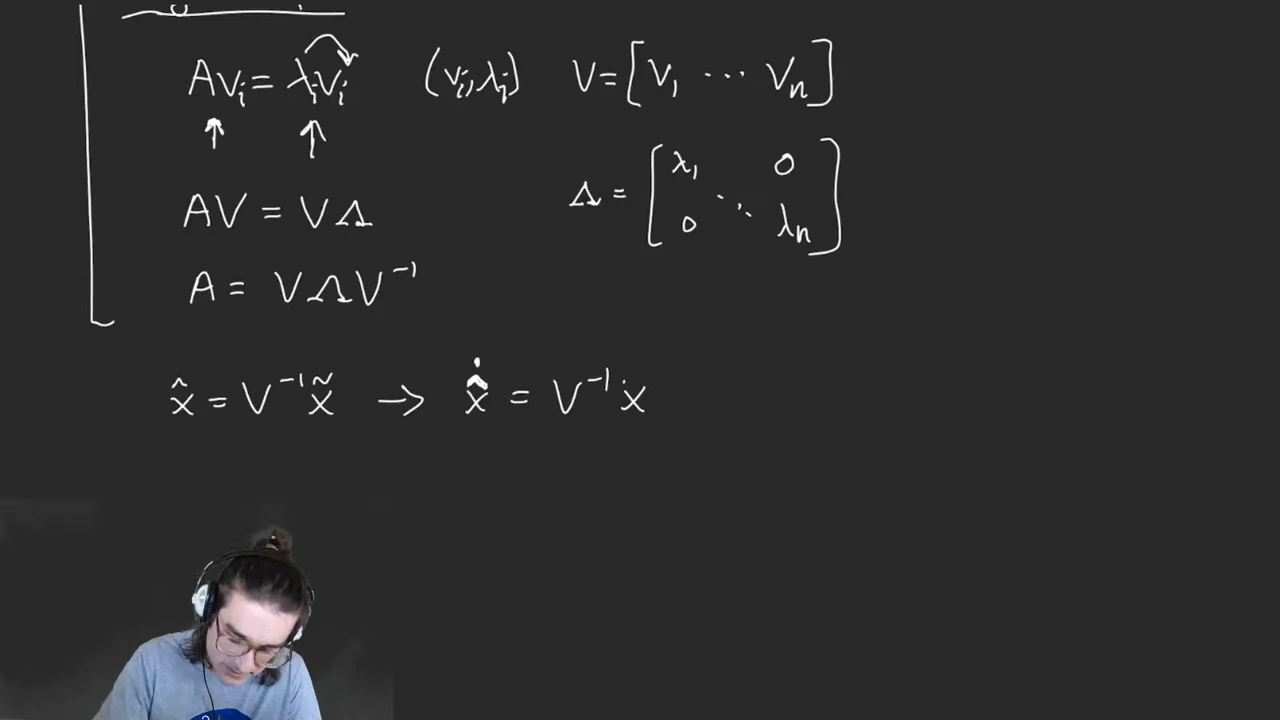 Avᵢ = λᵢvᵢ (vᵢ, λᵢ) V = [v₁ ⋯ vₙ]
Λ = [λ₁ 0
0 ⋱ λₙ]
AV = VΛ
A = VΛV⁻¹
x̂ = V⁻¹x̃ → x̂̇ = V⁻¹ẋ